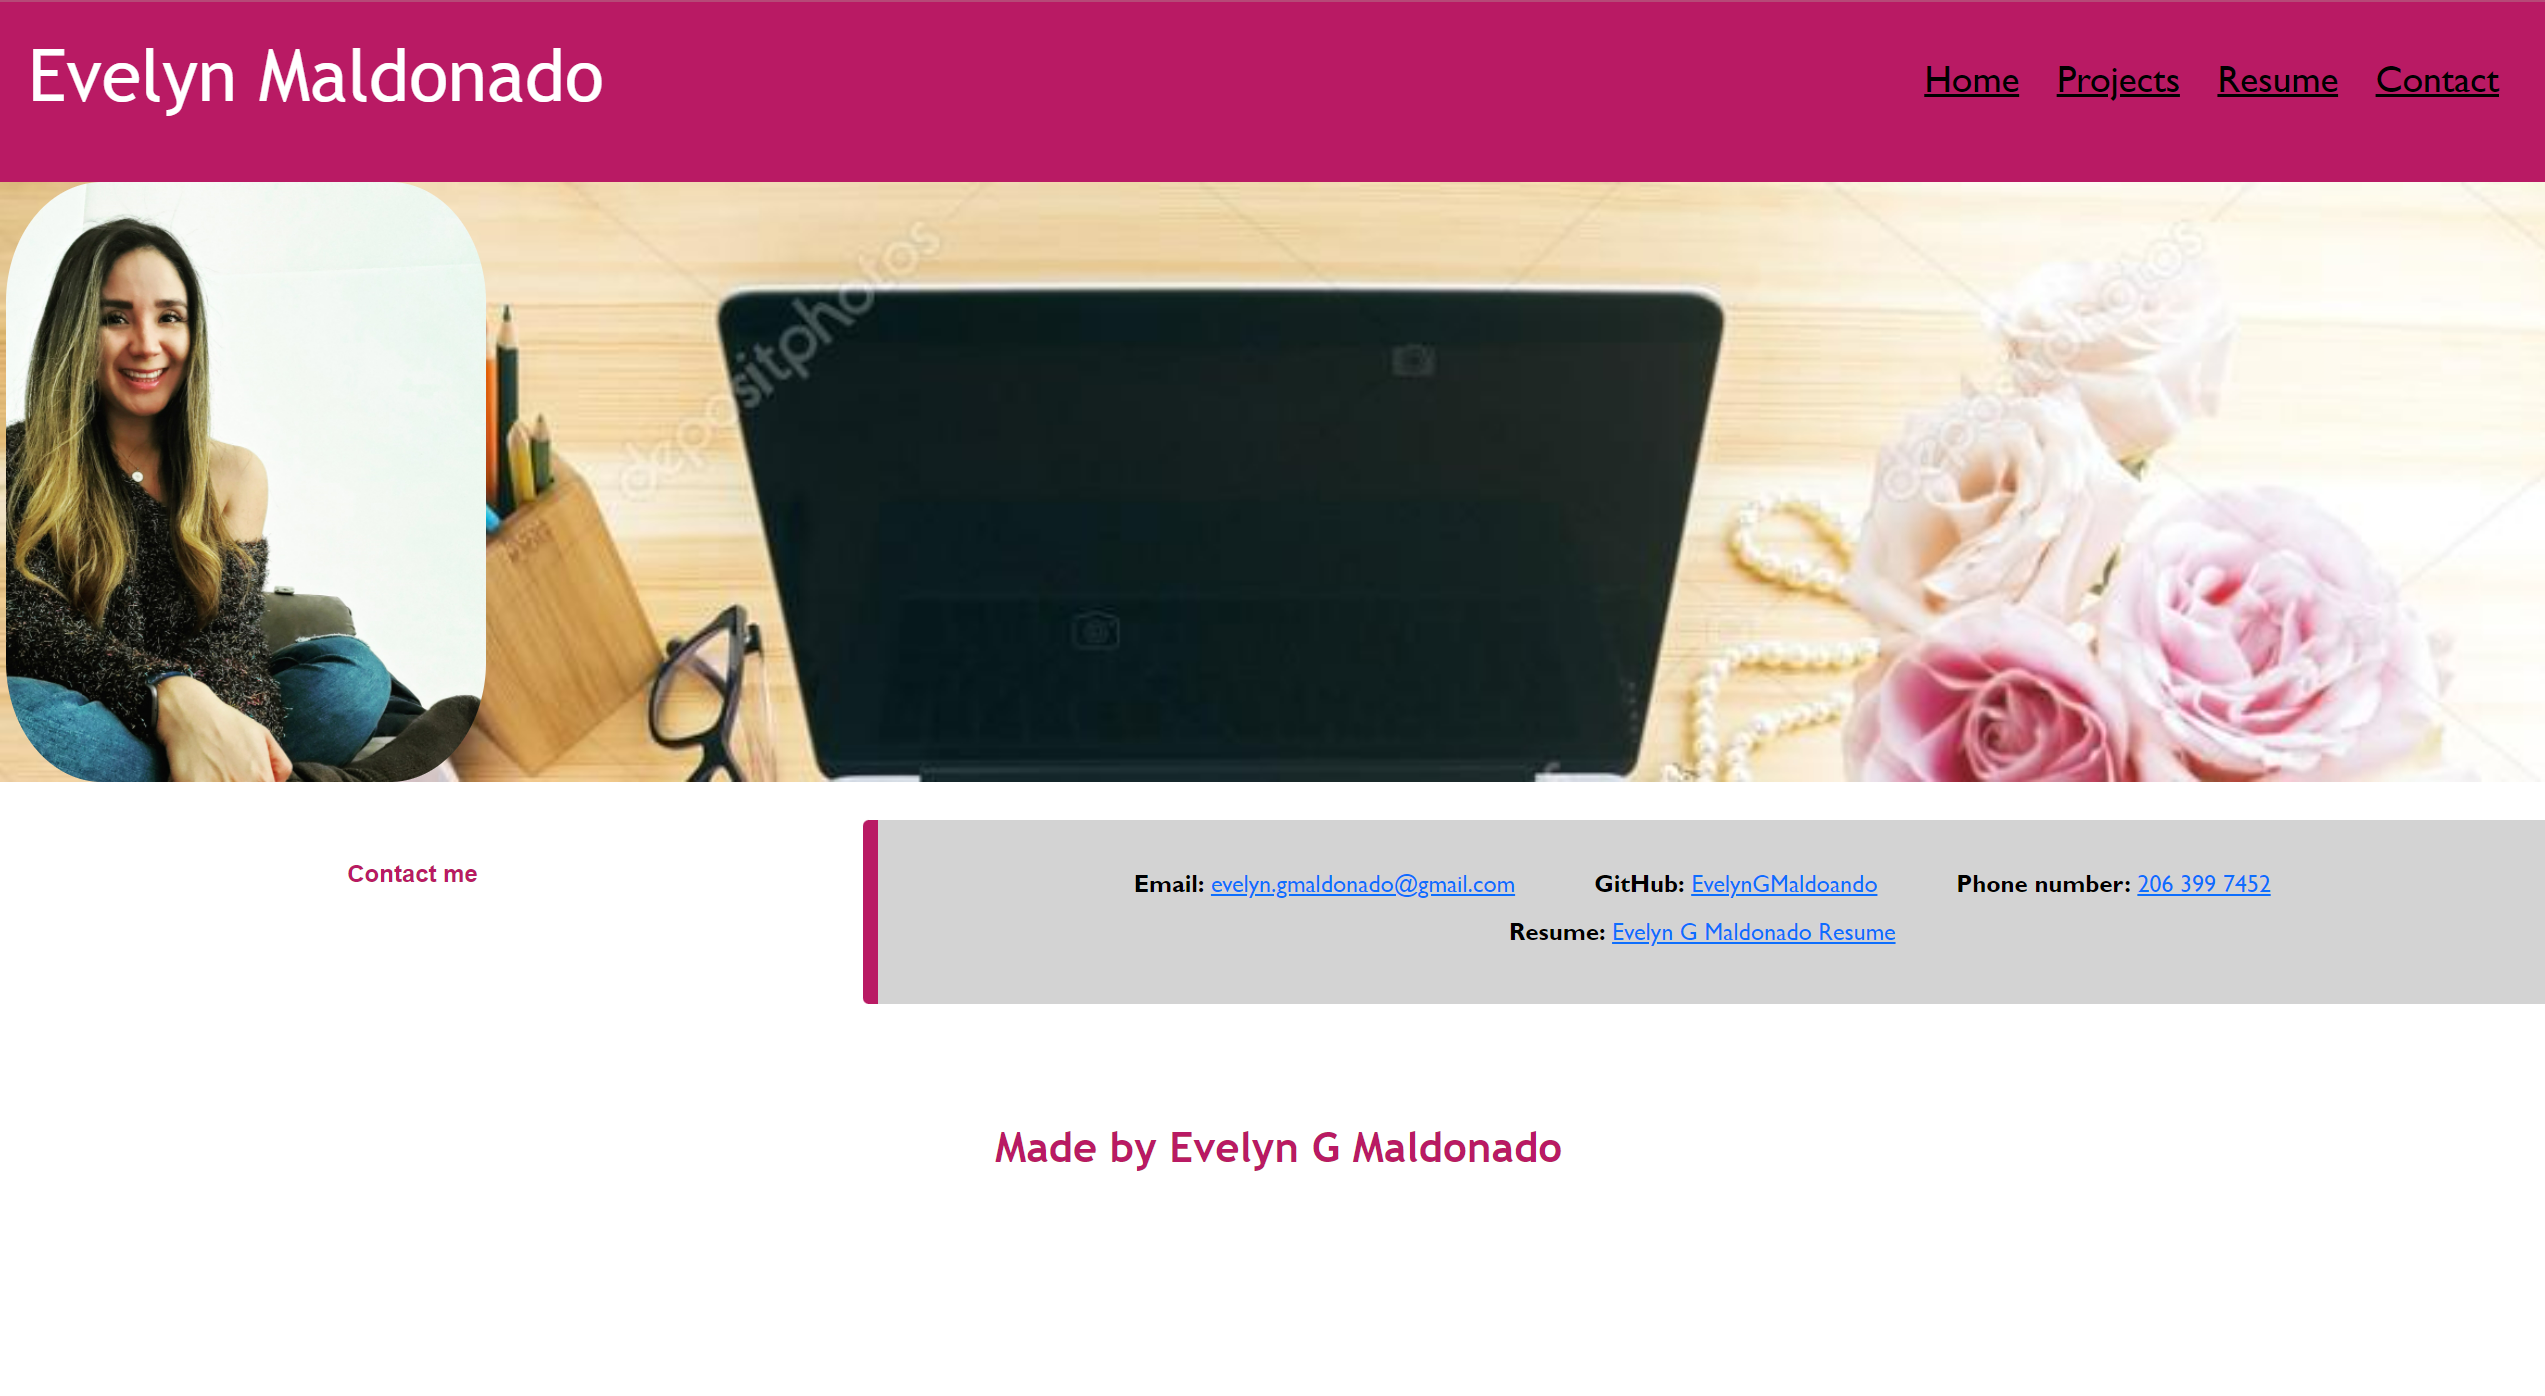 Evelyn Maldonado
Home Projects Resume Contact
depositphotos
depositphotos
Contact me
Email: evelyn.gmaldonado@gmail.com GitHub: EvelynGMaldoando Phone number: 206 399 7452
Resume: Evelyn G Maldonado Resume
Made by Evelyn G Maldonado